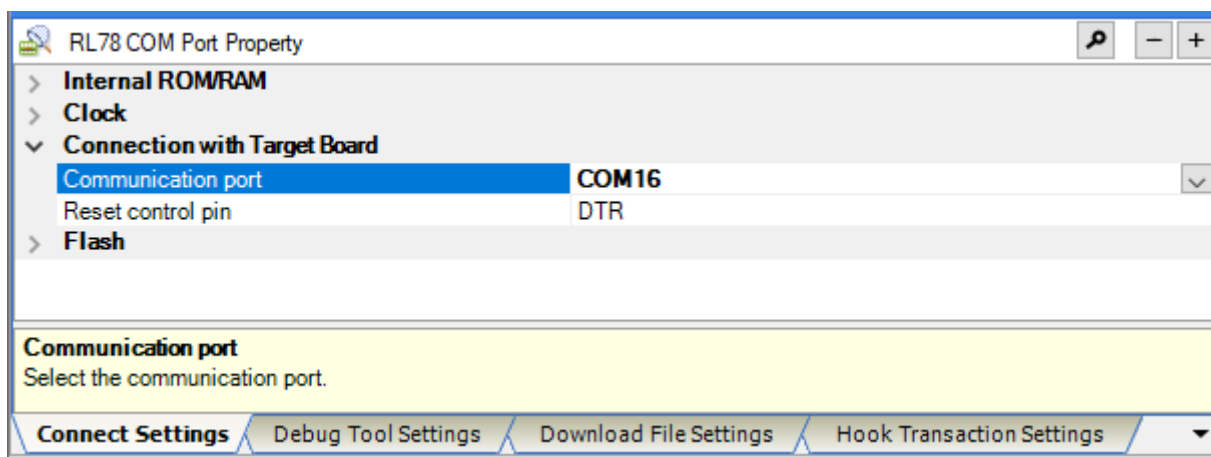 RL78 COM Port Property
Internal ROM/RAM
Clock
Connection with Target Board
Communication port COM16
Reset control pin DTR
Flash
Communication port
Select the communication port.
Connect Settings Debug Tool Settings Download File Settings Hook Transaction Settings